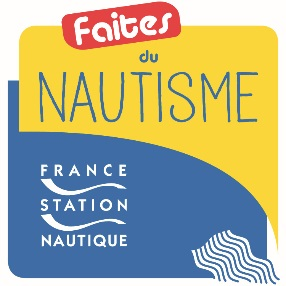 Faites
du
NAUTISME
FRANCE
STATION
NAUTIQUE